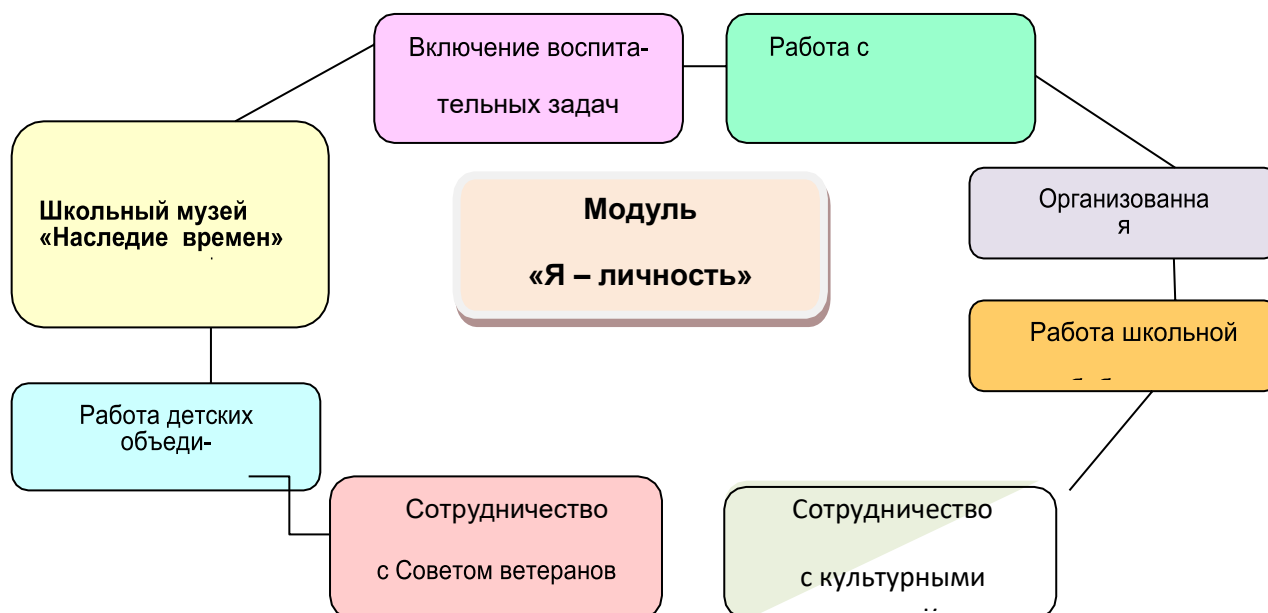 Включение воспита-
тельных задач
Работа с
Школьный музей
«Наследие времен»
Модуль
«Я – личность»
Организованна
я
Работа школьной
Работа детских
объеди-
Сотрудничество
с Советом ветеранов
Сотрудничество
с культурными